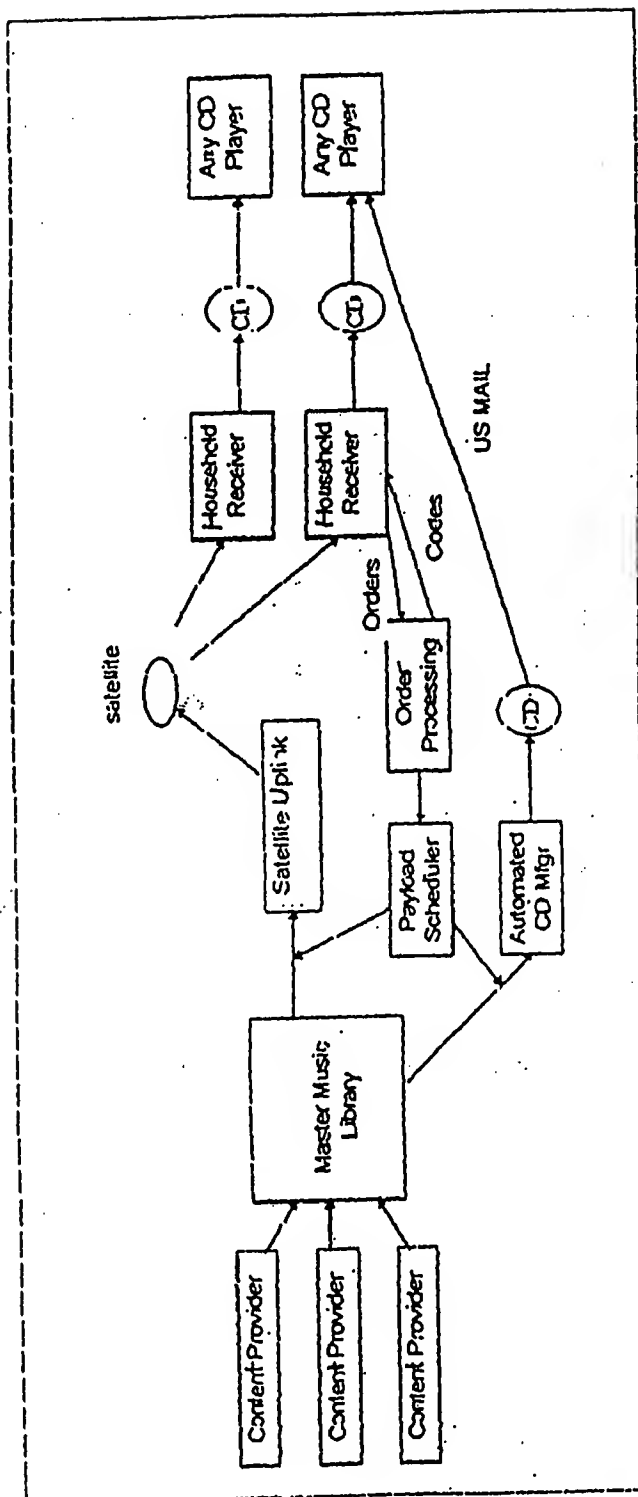 Content Provider
Content Provider
Content Provider
Master Music
Library
Satellite Uplink
satellite
Payload
Scheduler
Order
Processing
Orders
Codes
Automated
CD Mfgr
CD
US MAIL
Household
Receiver
Household
Receiver
CD
CD
Any CD
Player
Any CD
Player